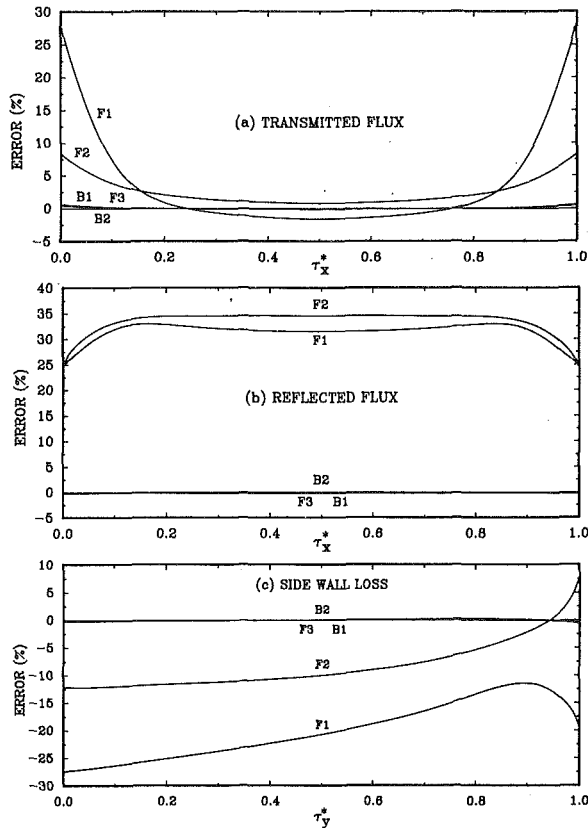 30
25
20
15
10
5
0
-5
ERROR (%)
F1
F2
B1 F3
B2
(a) TRANSMITTED FLUX
0.0 0.2 0.4 0.6 0.8 1.0
τ*x
40
35
30
25
20
15
10
5
0
-5
ERROR (%)
F2
F1
(b) REFLECTED FLUX
B2
F3 B1
0.0 0.2 0.4 0.6 0.8 1.0
τ*x
10
5
0
-5
-10
-15
-20
-25
-30
ERROR (%)
(c) SIDE WALL LOSS
B2
F3 B1
F2
F1
0.0 0.2 0.4 0.6 0.8 1.0
τ*y